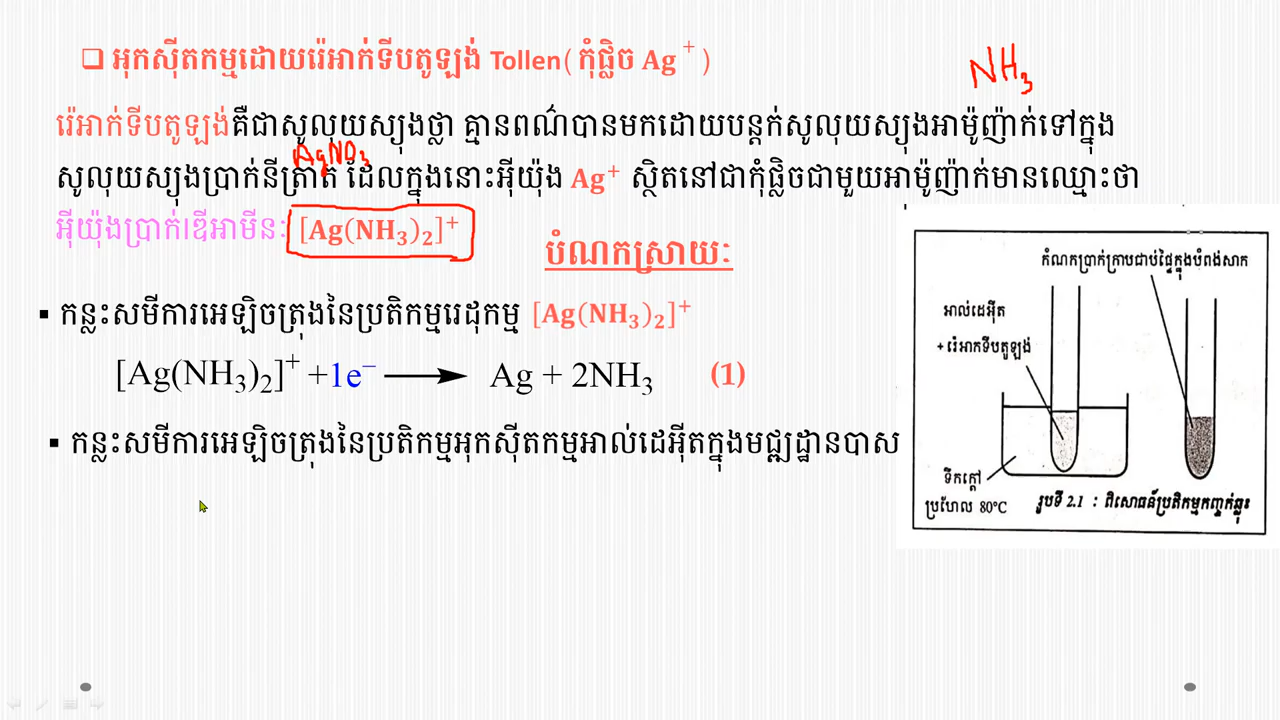 ❑ អុកស៊ីតកម្មដោយរ៉េអាក់ទីបតូឡង់ Tollen( កុំផ្លិច Ag⁺ )
NH₃
រ៉េអាក់ទីបតូឡង់គឺជាសូលុយស្យុងថ្លា គ្មានពណ៌បានមកដោយបន្តក់សូលុយស្យុងអាម៉ូញ៉ាក់ទៅក្នុង
AgNO₃
សូលុយស្យុងប្រាក់នីត្រាត ដែលក្នុងនោះអ៊ីយ៉ុង Ag⁺ ស្ថិតនៅជាកុំផ្លិចជាមួយអាម៉ូញ៉ាក់មានឈ្មោះថា
អ៊ីយ៉ុងប្រាក់ឌីអាមីនៈ [Ag(NH₃)₂]⁺
បំណកស្រាយៈ
▪ កន្លះសមីការអេឡិចត្រុងនៃប្រតិកម្មរេដុកម្ម [Ag(NH₃)₂]⁺
[Ag(NH₃)₂]⁺ +1e⁻ ⟶ Ag + 2NH₃ (1)
▪ កន្លះសមីការអេឡិចត្រុងនៃប្រតិកម្មអុកស៊ីតកម្មអាល់ដេអ៊ីតក្នុងមជ្ឈដ្ឋានបាស
កំណកប្រាក់ក្រាបជាប់ផ្ទៃក្នុងបំពង់សាក
អាល់ដេអ៊ីត
+ រ៉េអាកទីបតូឡង់
ទឹកក្ដៅ
ប្រហែល 80°C
រូបទី 2.1 : ពិសោធន៍ប្រតិកម្មកញ្ចក់ឆ្លុះ